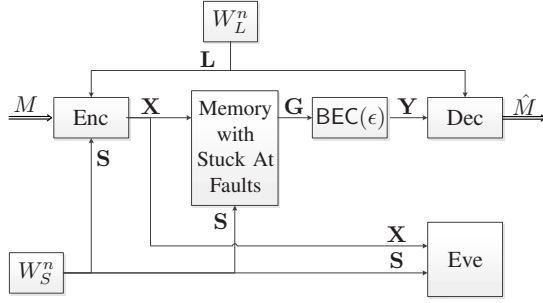 W_L^n
L
M Enc X Memory with Stuck At Faults G BEC(ϵ) Y Dec M̂
S
S
X
W_S^n S Eve